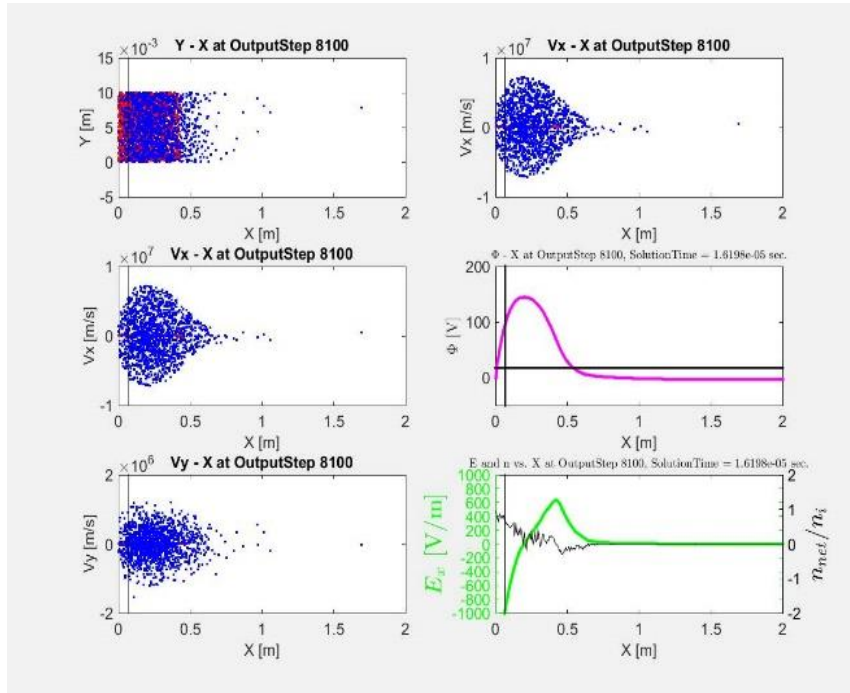 Y - X at OutputStep 8100
×10⁻³
15
10
5
0
-5
Y [m]
0 0.5 1 1.5 2
X [m]
Vx - X at OutputStep 8100
×10⁷
1
0
-1
Vx [m/s]
0 0.5 1 1.5 2
X [m]
Vx - X at OutputStep 8100
×10⁷
1
0
-1
Vx [m/s]
0 0.5 1 1.5 2
X [m]
Φ - X at OutputStep 8100, SolutionTime = 1.6198e-05 sec.
200
100
0
Φ [V]
0 0.5 1 1.5 2
X [m]
Vy - X at OutputStep 8100
×10⁶
2
0
-2
Vy [m/s]
0 0.5 1 1.5 2
X [m]
E and n vs. X at OutputStep 8100, SolutionTime = 1.6198e-05 sec.
1000
800
600
400
200
0
-200
-400
-600
-800
-1000
Eₓ [V/m]
2
1
0
-1
-2
n_net/n_i
0 0.5 1 1.5 2
X [m]